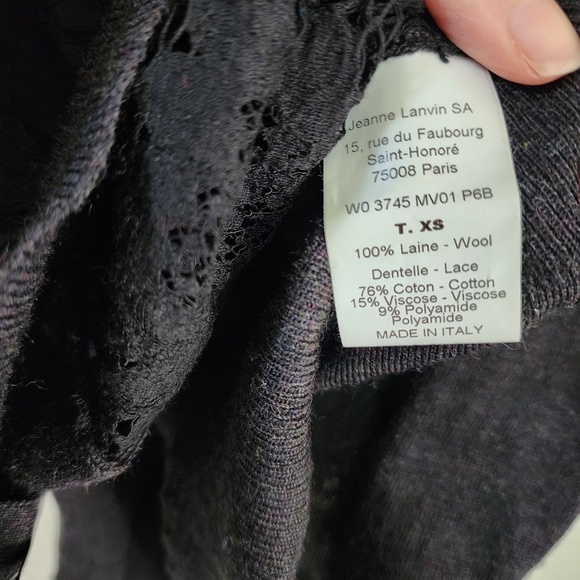 Jeanne Lanvin SA
15, rue du Faubourg
Saint-Honoré
75008 Paris
W0 3745 MV01 P6B
T. XS
100% Laine - Wool
Dentelle - Lace
76% Coton - Cotton
15% Viscose - Viscose
9% Polyamide
Polyamide
MADE IN ITALY